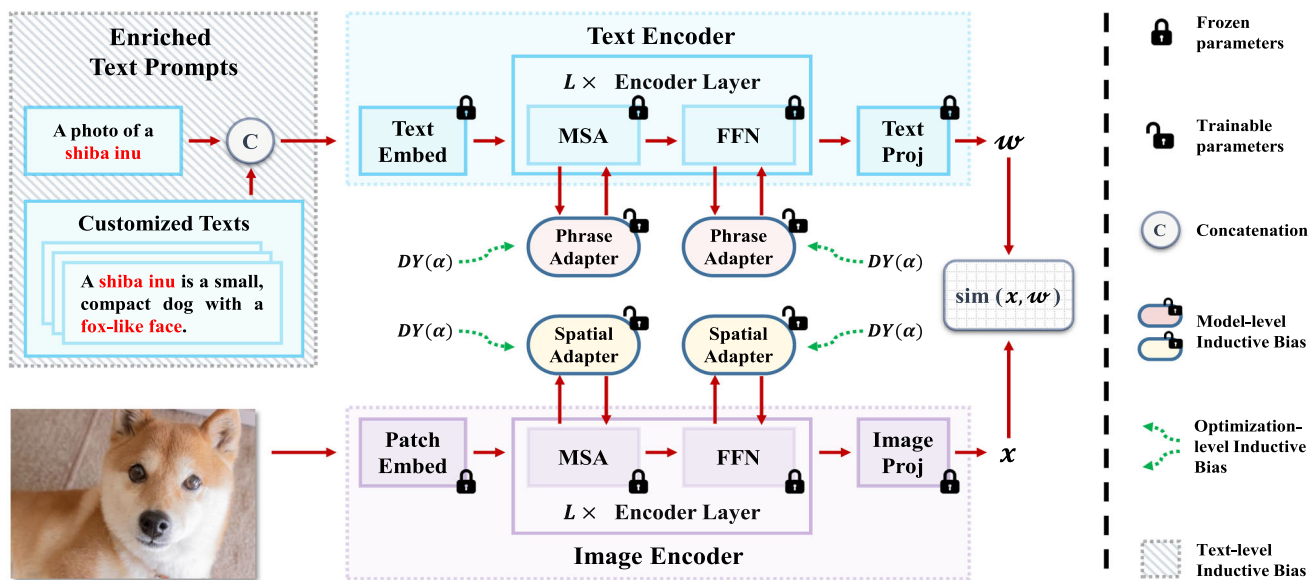 Enriched
Text Prompts
A photo of a
shiba inu
C
Customized Texts
A shiba inu is a small,
compact dog with a
fox-like face.
Text Encoder
L × Encoder Layer
Text
Embed
MSA
FFN
Text
Proj
w
Phrase
Adapter
Phrase
Adapter
DY(α)
DY(α)
sim (x, w)
DY(α)
DY(α)
Spatial
Adapter
Spatial
Adapter
Patch
Embed
MSA
FFN
Image
Proj
x
L × Encoder Layer
Image Encoder
Frozen
parameters
Trainable
parameters
C
Concatenation
Model-level
Inductive Bias
Optimization-
level Inductive
Bias
Text-level
Inductive Bias